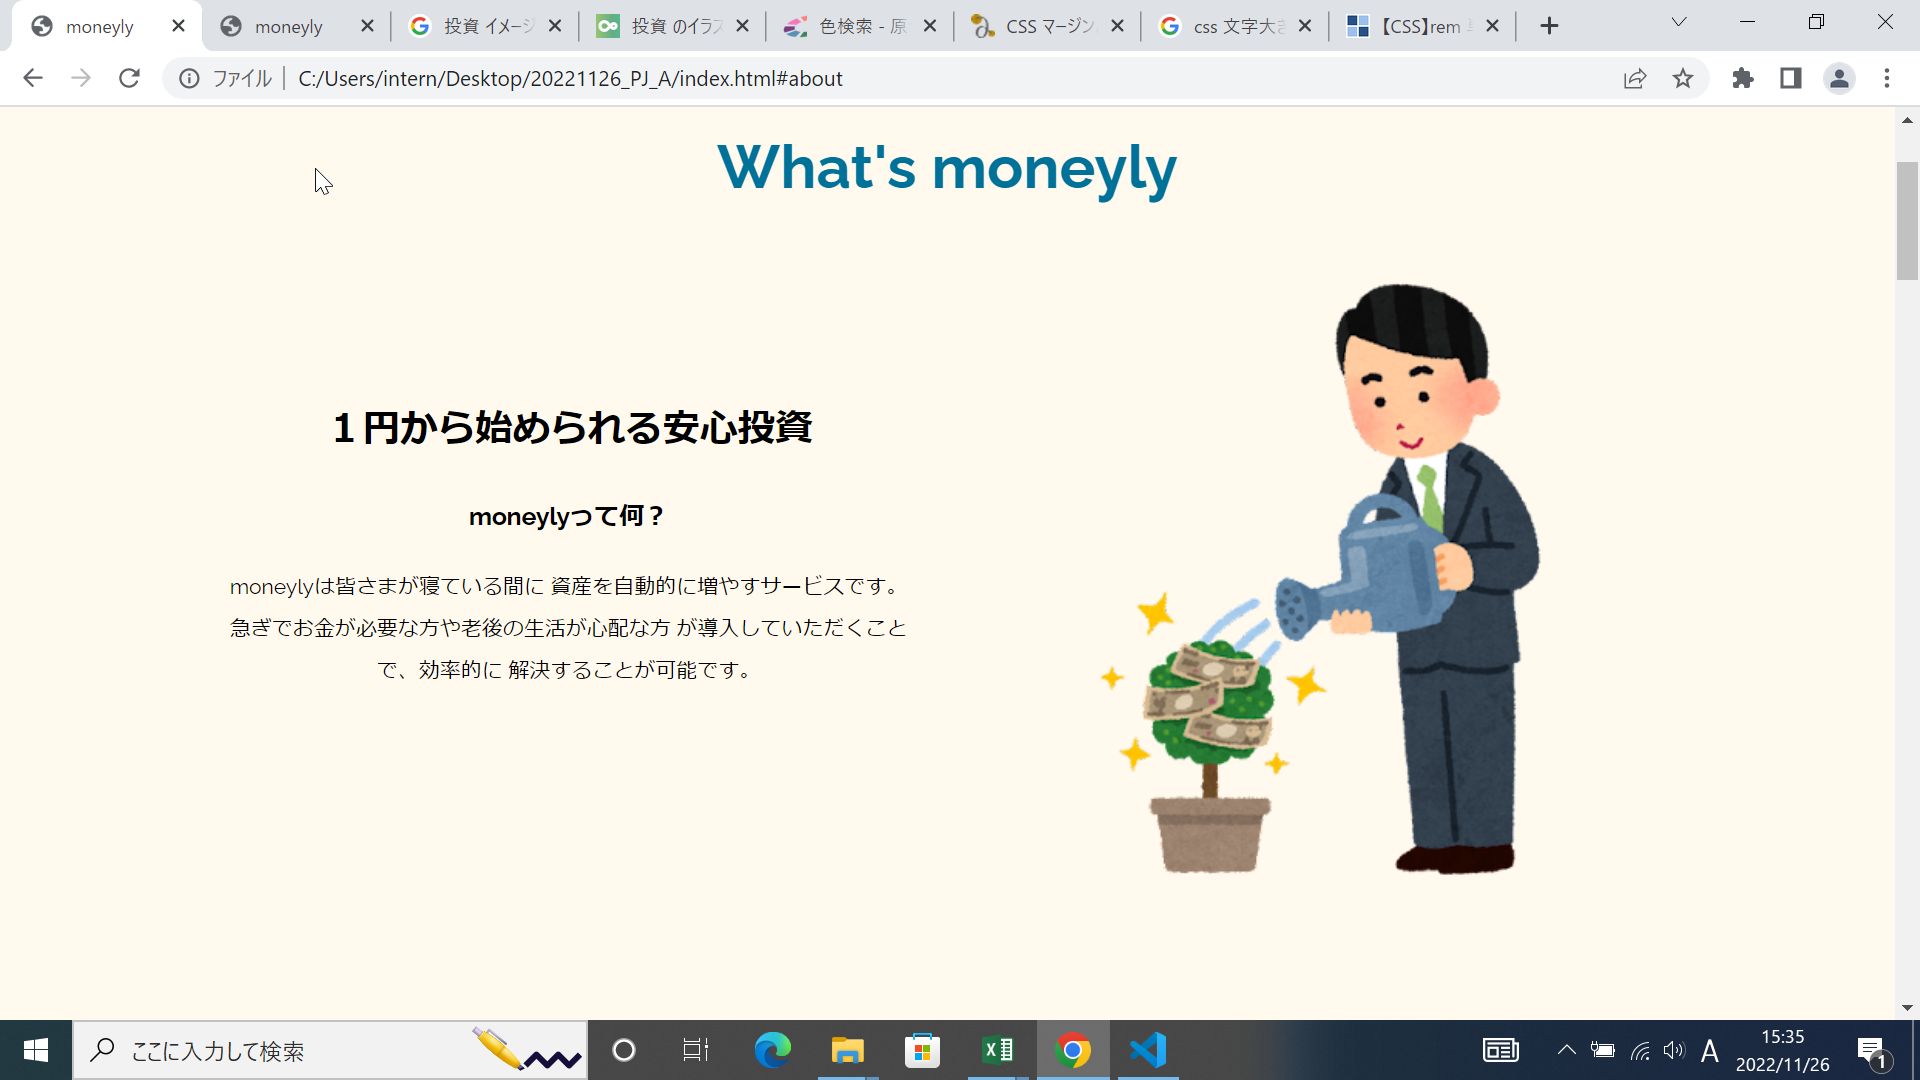 moneyly
moneyly
投資 イメージ
投資 のイラス
色検索 - 原
CSS マージン
css 文字大き
【CSS】rem
ファイル
C:/Users/intern/Desktop/20221126_PJ_A/index.html#about
What's moneyly
１円から始められる安心投資
moneylyって何？
moneylyは皆さまが寝ている間に 資産を自動的に増やすサービスです。
急ぎでお金が必要な方や老後の生活が心配な方 が導入していただくこと
で、効率的に 解決することが可能です。
ここに入力して検索
A
15:35
2022/11/26
1